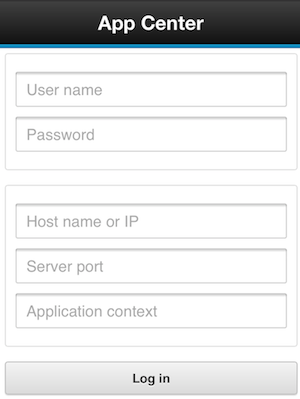 App Center
User name
Password
Host name or IP
Server port
Application context
Log in